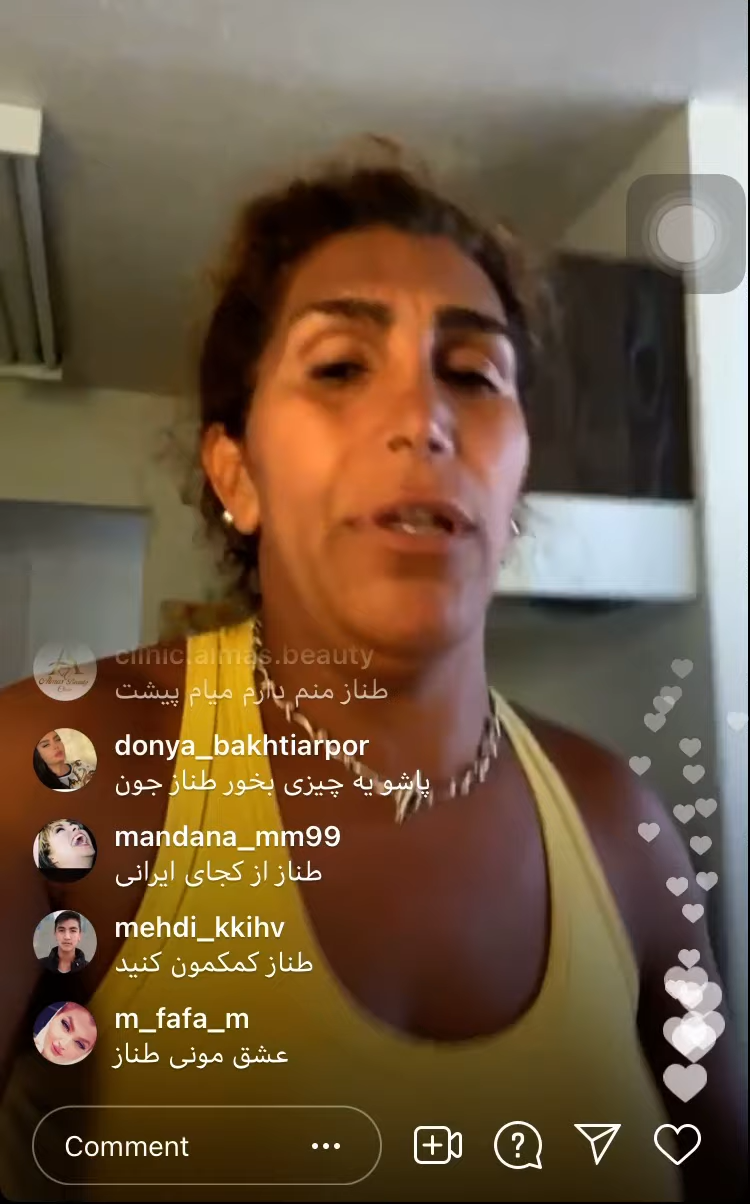 cliniclalmas.beauty
طناز منم دارم میام پیشت
donya_bakhtiarpor
پاشو یه چیزی بخور طناز جون
mandana_mm99
طناز از کجای ایرانی
mehdi_kkihv
طناز کمکمون کنید
m_fafa_m
عشق مونی طناز
Comment